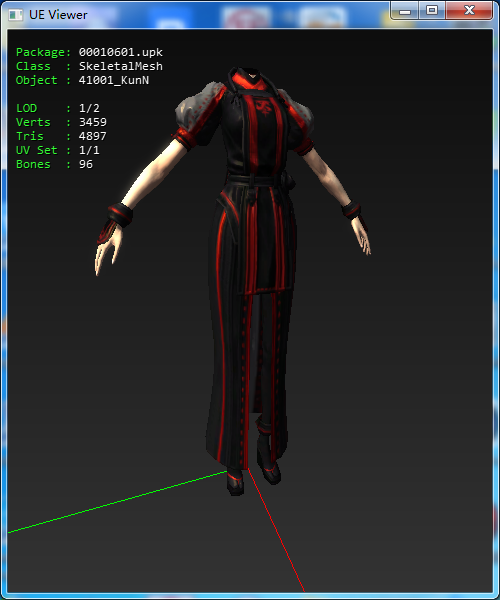 UE Viewer
Package: 00010601.upk
Class  : SkeletalMesh
Object : 41001_KunN
LOD    : 1/2
Verts  : 3459
Tris   : 4897
UV Set : 1/1
Bones  : 96